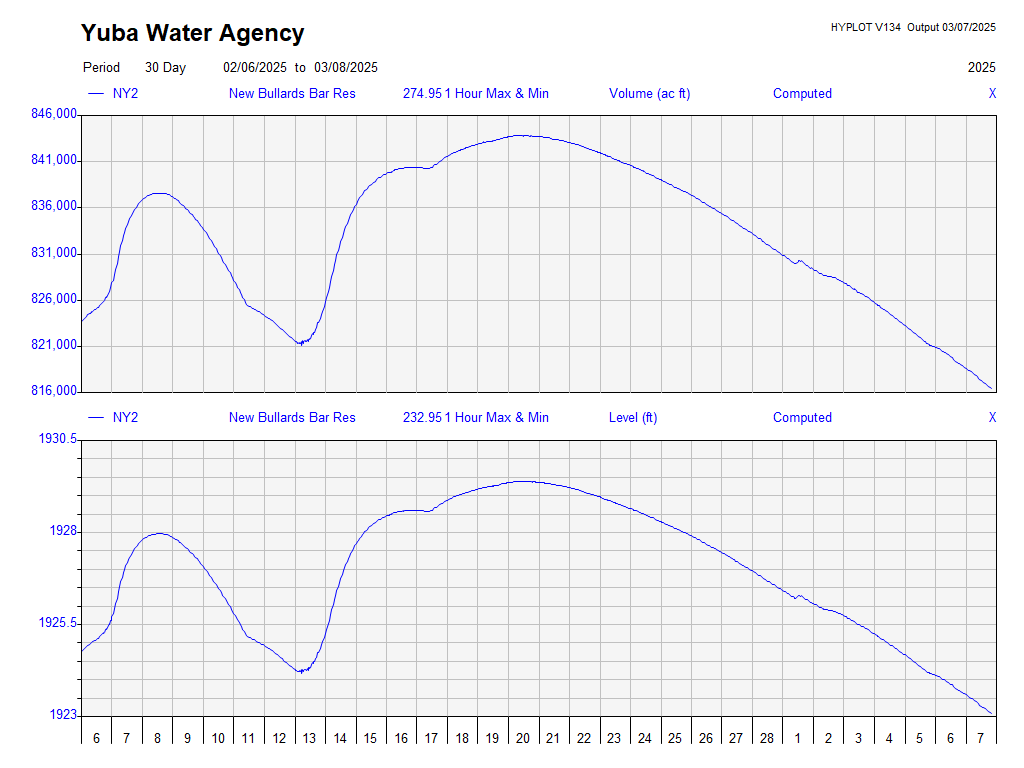 Yuba Water Agency
HYPLOT V134 Output 03/07/2025
Period 30 Day 02/06/2025 to 03/08/2025 2025
NY2 New Bullards Bar Res 274.95 1 Hour Max & Min Volume (ac ft) Computed X
846,000
841,000
836,000
831,000
826,000
821,000
816,000
NY2 New Bullards Bar Res 232.95 1 Hour Max & Min Level (ft) Computed X
1930.5
1928
1925.5
1923
6 7 8 9 10 11 12 13 14 15 16 17 18 19 20 21 22 23 24 25 26 27 28 1 2 3 4 5 6 7